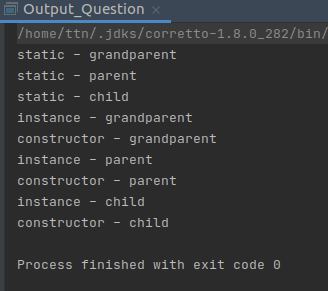 Output_Question ×
/home/ttn/.jdks/corretto-1.8.0_282/bin/
static - grandparent
static - parent
static - child
instance - grandparent
constructor - grandparent
instance - parent
constructor - parent
instance - child
constructor - child
Process finished with exit code 0